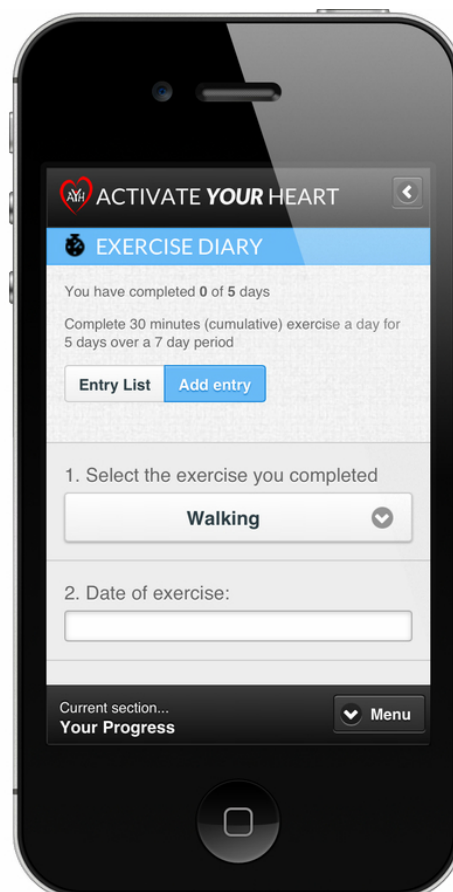 AYH ACTIVATE YOUR HEART
EXERCISE DIARY
You have completed 0 of 5 days
Complete 30 minutes (cumulative) exercise a day for
5 days over a 7 day period
Entry List Add entry
1. Select the exercise you completed
Walking
2. Date of exercise:
Current section...
Your Progress
Menu